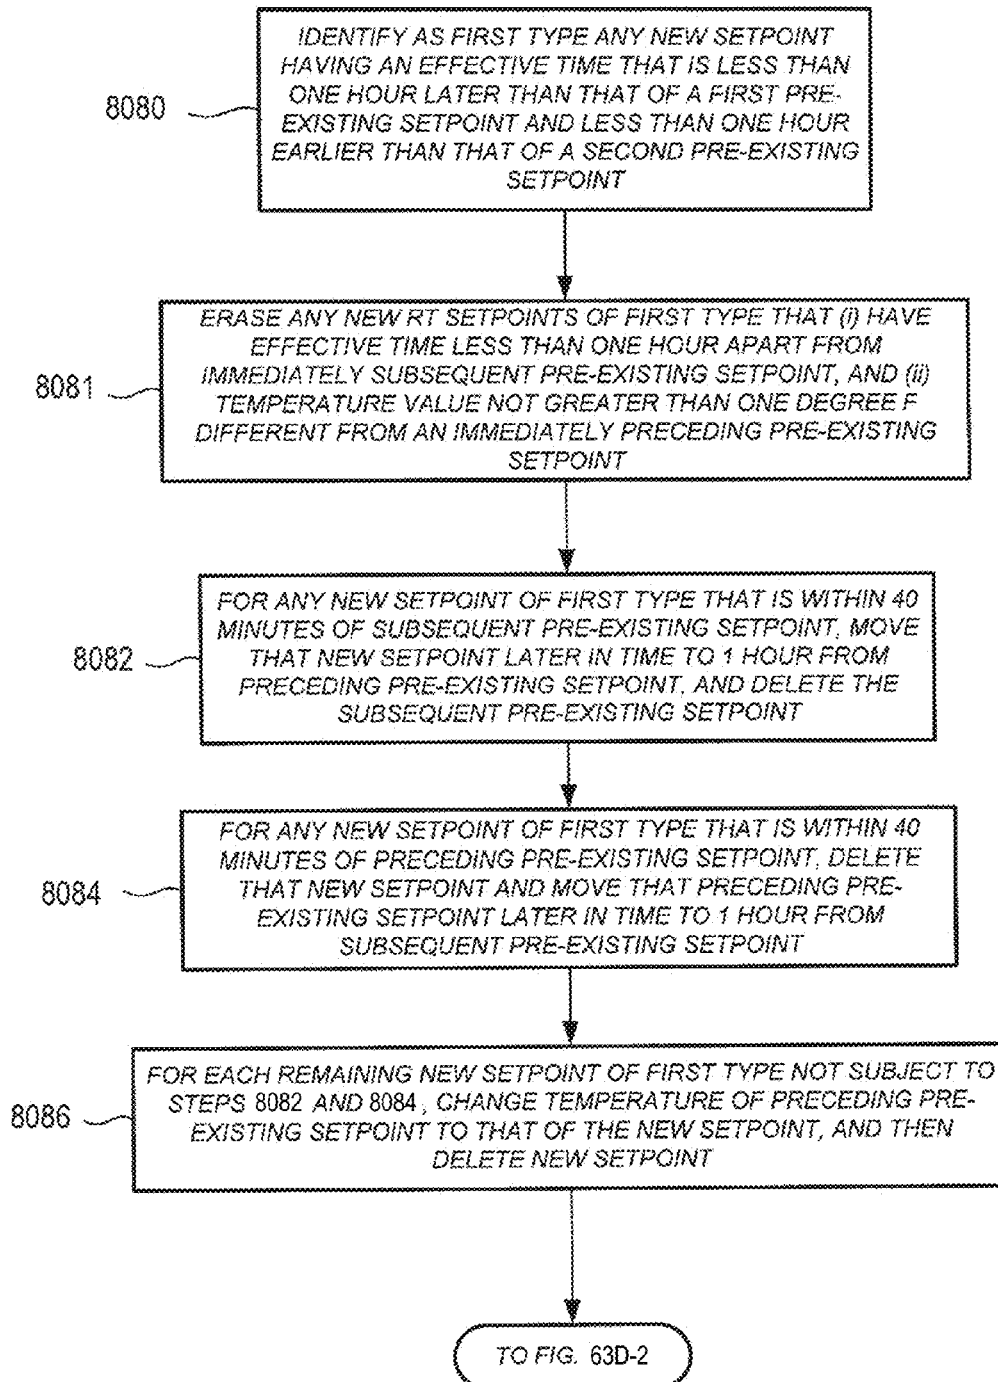 IDENTIFY AS FIRST TYPE ANY NEW SETPOINT
HAVING AN EFFECTIVE TIME THAT IS LESS THAN
ONE HOUR LATER THAN THAT OF A FIRST PRE-
EXISTING SETPOINT AND LESS THAN ONE HOUR
EARLIER THAN THAT OF A SECOND PRE-EXISTING
SETPOINT
8080
ERASE ANY NEW RT SETPOINTS OF FIRST TYPE THAT (i) HAVE
EFFECTIVE TIME LESS THAN ONE HOUR APART FROM
IMMEDIATELY SUBSEQUENT PRE-EXISTING SETPOINT, AND (ii)
TEMPERATURE VALUE NOT GREATER THAN ONE DEGREE F
DIFFERENT FROM AN IMMEDIATELY PRECEDING PRE-EXISTING
SETPOINT
8081
FOR ANY NEW SETPOINT OF FIRST TYPE THAT IS WITHIN 40
MINUTES OF SUBSEQUENT PRE-EXISTING SETPOINT, MOVE
THAT NEW SETPOINT LATER IN TIME TO 1 HOUR FROM
PRECEDING PRE-EXISTING SETPOINT, AND DELETE THE
SUBSEQUENT PRE-EXISTING SETPOINT
8082
FOR ANY NEW SETPOINT OF FIRST TYPE THAT IS WITHIN 40
MINUTES OF PRECEDING PRE-EXISTING SETPOINT, DELETE
THAT NEW SETPOINT AND MOVE THAT PRECEDING PRE-
EXISTING SETPOINT LATER IN TIME TO 1 HOUR FROM
SUBSEQUENT PRE-EXISTING SETPOINT
8084
FOR EACH REMAINING NEW SETPOINT OF FIRST TYPE NOT SUBJECT TO
STEPS 8082 AND 8084, CHANGE TEMPERATURE OF PRECEDING PRE-
EXISTING SETPOINT TO THAT OF THE NEW SETPOINT, AND THEN
DELETE NEW SETPOINT
8086
TO FIG. 63D-2